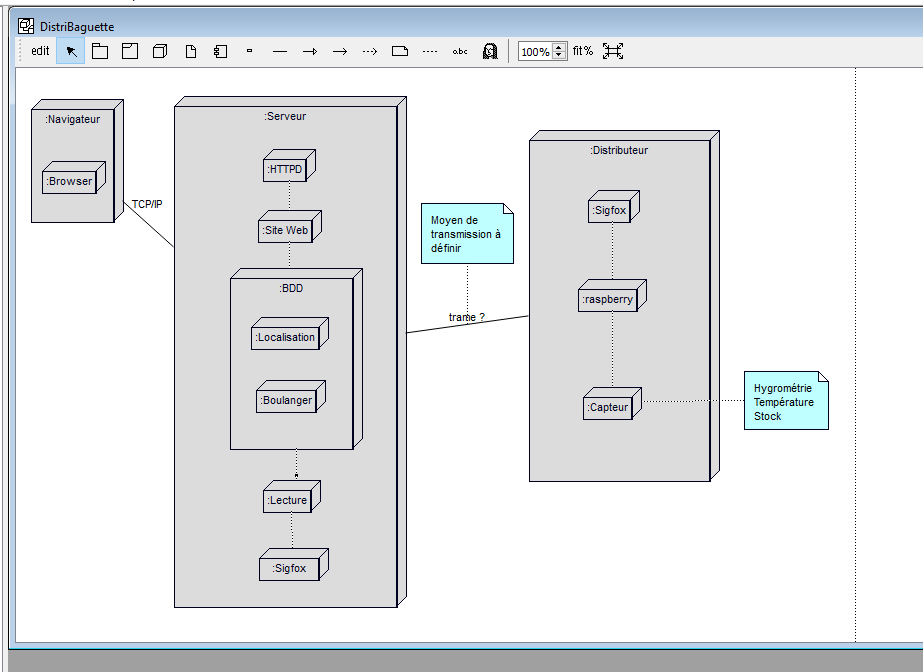 DistriBaguette
edit
abc
100%
fit%
:Navigateur
:Browser
TCP/IP
:Serveur
:HTTPD
:Site Web
:BDD
:Localisation
:Boulanger
:Lecture
:Sigfox
Moyen de
transmission à
définir
trame ?
:Distributeur
:Sigfox
:raspberry
:Capteur
Hygrométrie
Température
Stock